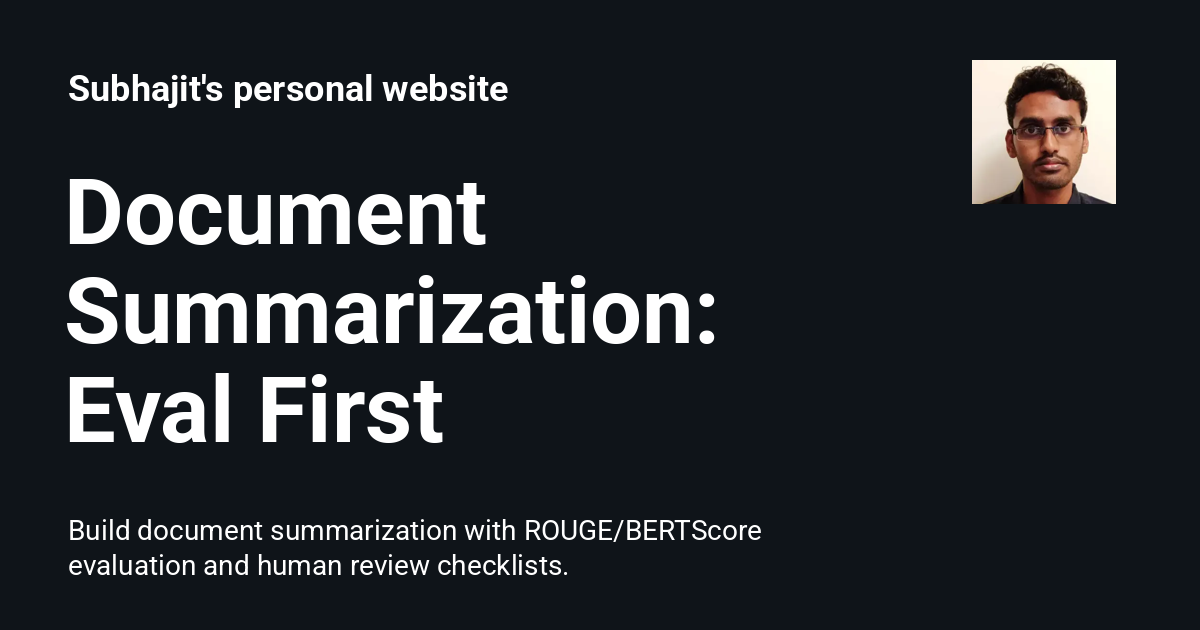 Subhajit's personal website
Document
Summarization:
Eval First
Build document summarization with ROUGE/BERTScore
evaluation and human review checklists.